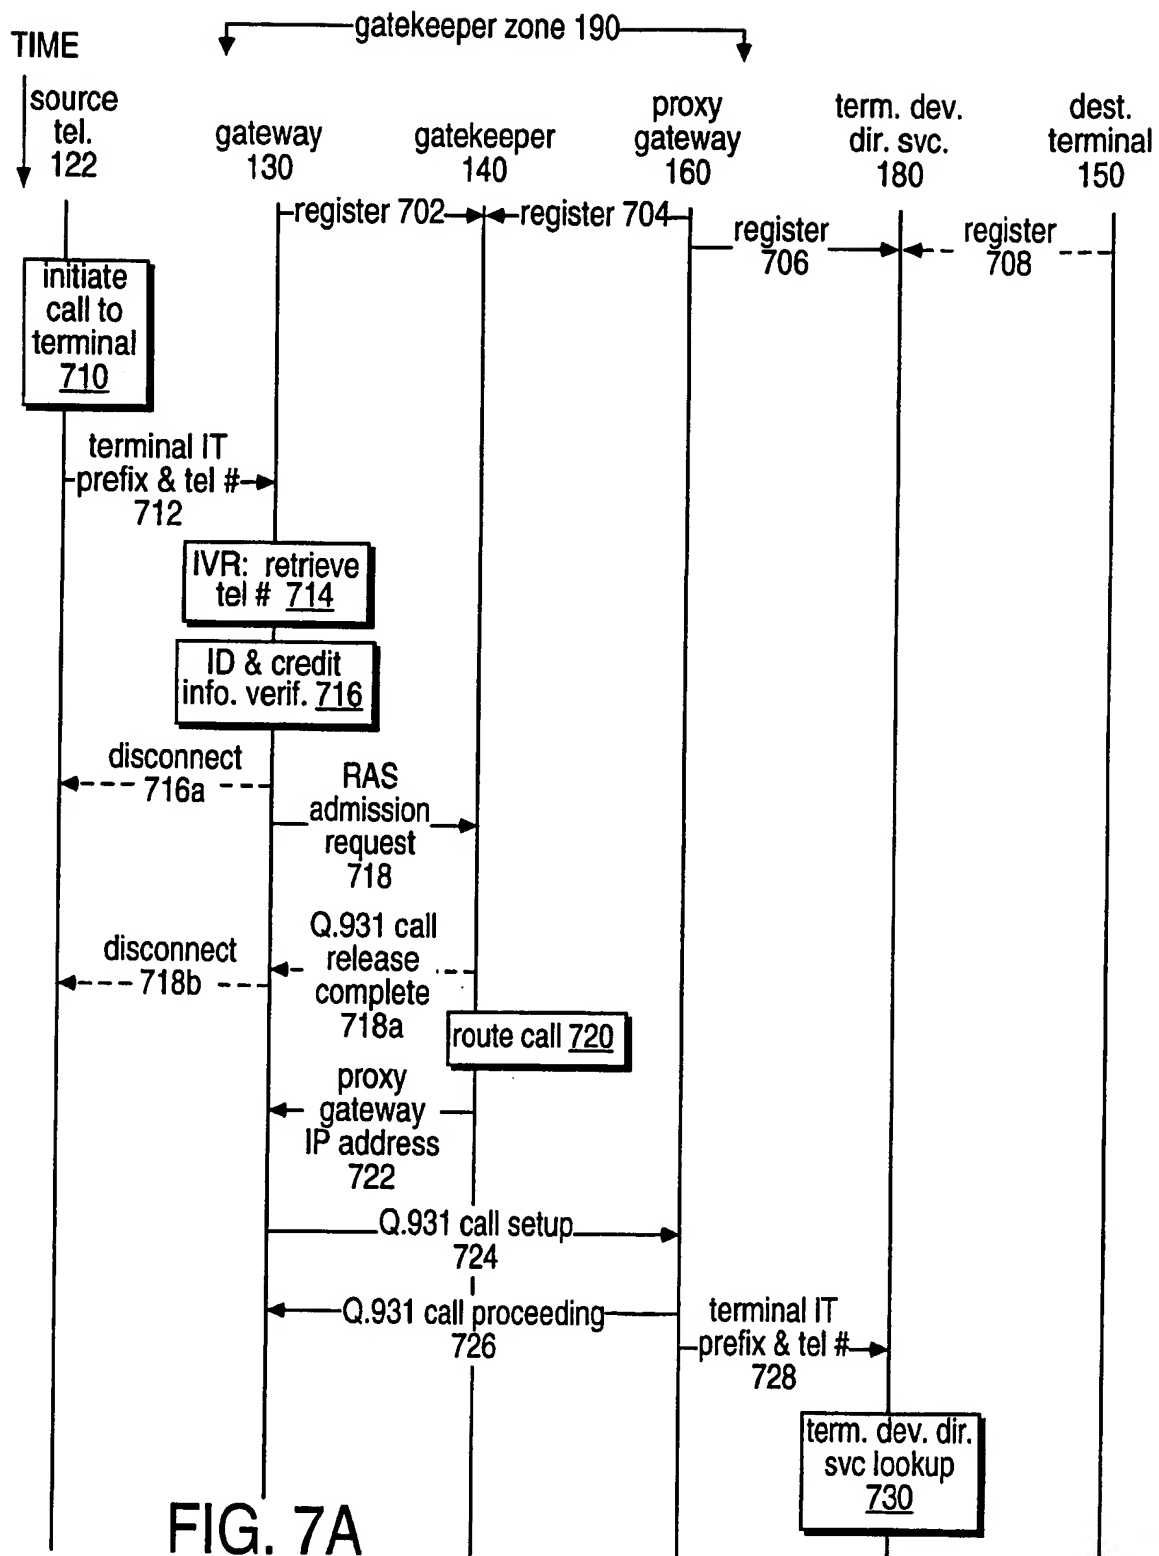 gatekeeper zone 190
TIME
source
tel.
122
gateway
130
gatekeeper
140
proxy
gateway
160
term. dev.
dir. svc.
180
dest.
terminal
150
register 702
register 704
register
706
register
708
initiate
call to
terminal
710
terminal IT
prefix & tel #
712
IVR: retrieve
tel # 714
ID & credit
info. verif. 716
disconnect
716a
RAS
admission
request
718
Q.931 call
release
complete
718a
disconnect
718b
route call 720
proxy
gateway
IP address
722
Q.931 call setup
724
Q.931 call proceeding
726
terminal IT
prefix & tel #
728
term. dev. dir.
svc lookup
730
FIG. 7A